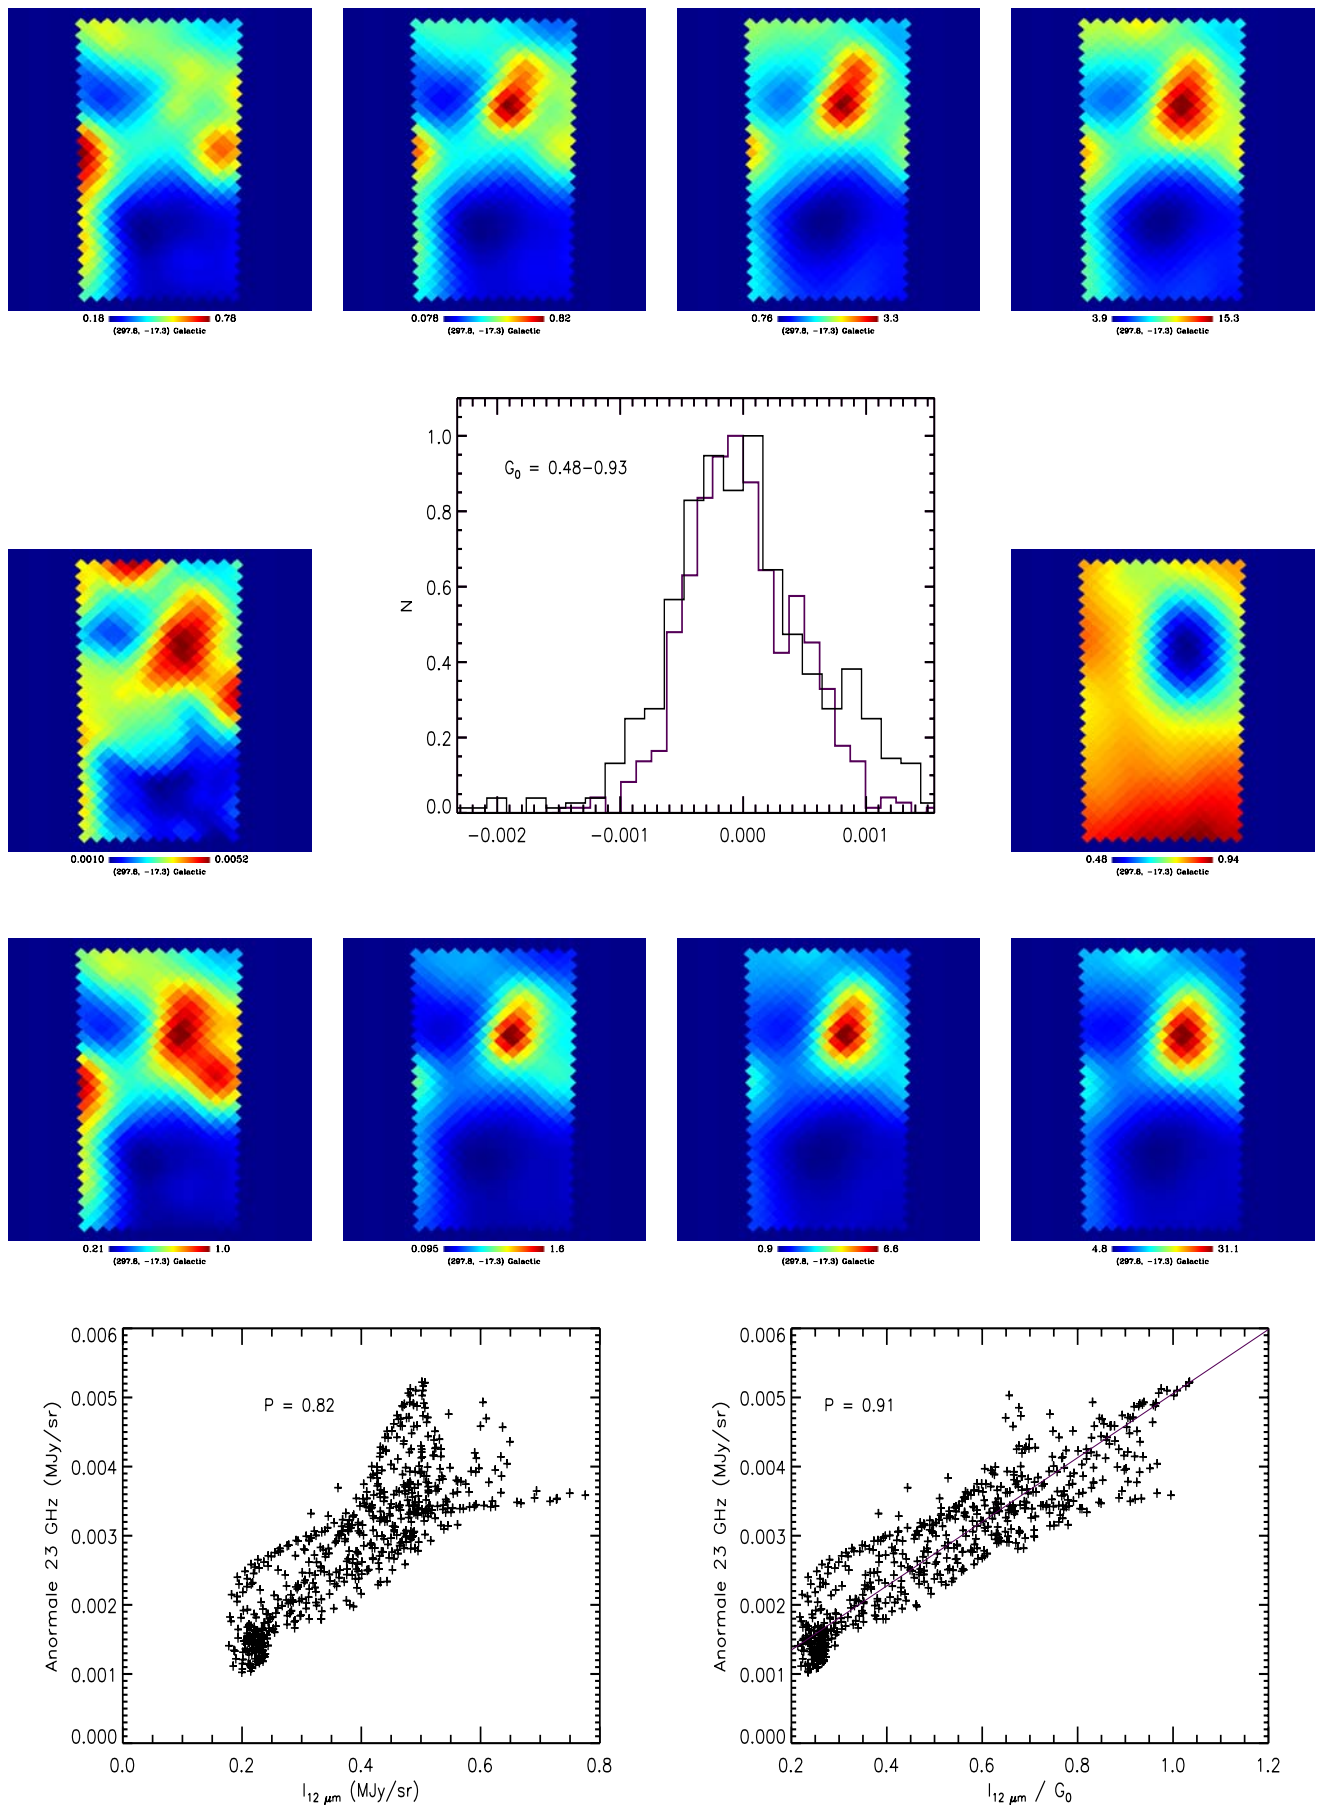 0.18 0.78
(297.8, -17.3) Galactic
0.078 0.82
(297.8, -17.3) Galactic
0.76 3.3
(297.8, -17.3) Galactic
3.9 15.3
(297.8, -17.3) Galactic
G₀ = 0.48-0.93
N
1.0
0.8
0.6
0.4
0.2
0.0
-0.002 -0.001 0.000 0.001
0.0010 0.0052
(297.8, -17.3) Galactic
0.48 0.94
(297.8, -17.3) Galactic
0.21 1.0
(297.8, -17.3) Galactic
0.095 1.6
(297.8, -17.3) Galactic
0.9 6.6
(297.8, -17.3) Galactic
4.8 31.1
(297.8, -17.3) Galactic
P = 0.82
Anormale 23 GHz (MJy/sr)
0.006
0.005
0.004
0.003
0.002
0.001
0.000
0.0 0.2 0.4 0.6 0.8
I₁₂ μm (MJy/sr)
P = 0.91
Anormale 23 GHz (MJy/sr)
0.006
0.005
0.004
0.003
0.002
0.001
0.000
0.2 0.4 0.6 0.8 1.0 1.2
I₁₂ μm / G₀